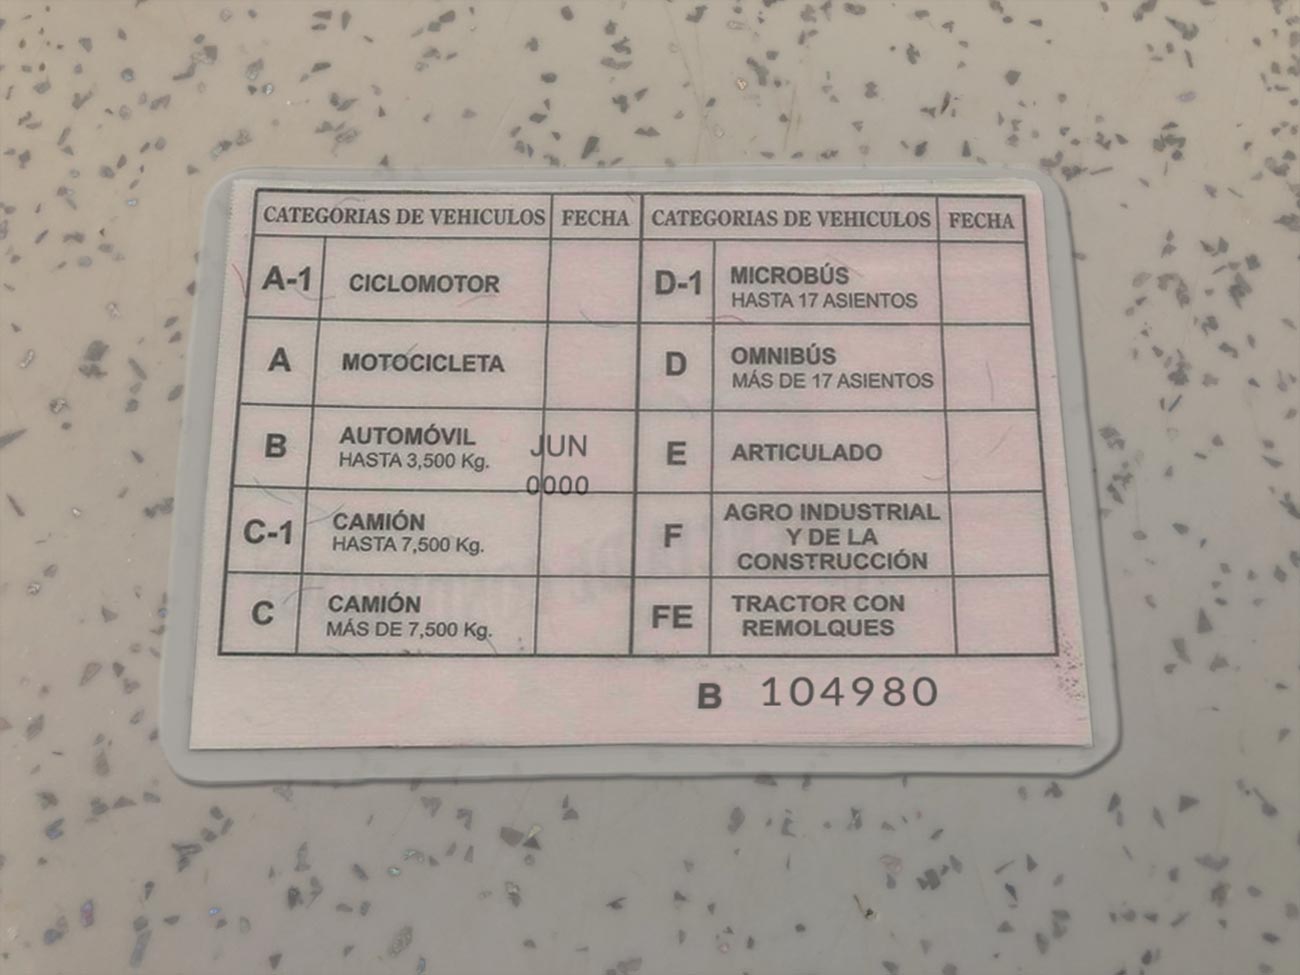 CATEGORIAS DE VEHICULOS FECHA CATEGORIAS DE VEHICULOS FECHA
A-1 CICLOMOTOR D-1 MICROBÚS
HASTA 17 ASIENTOS
A MOTOCICLETA D OMNIBÚS
MÁS DE 17 ASIENTOS
B AUTOMÓVIL
HASTA 3,500 Kg. JUN
0000 E ARTICULADO
C-1 CAMIÓN
HASTA 7,500 Kg. F AGRO INDUSTRIAL
Y DE LA
CONSTRUCCIÓN
C CAMIÓN
MÁS DE 7,500 Kg. FE TRACTOR CON
REMOLQUES
B 104980